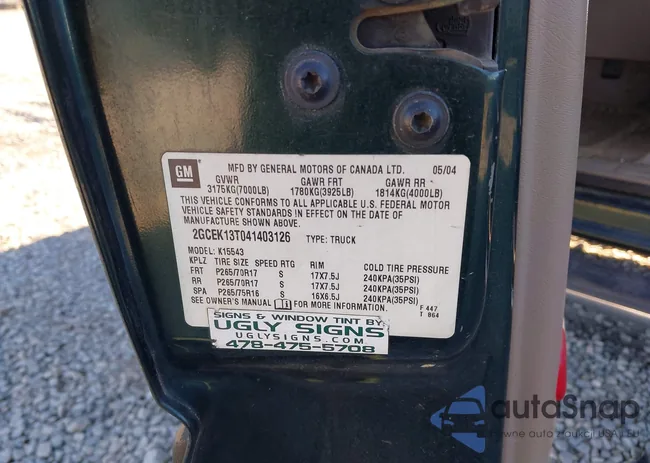 GM
MFD BY GENERAL MOTORS OF CANADA LTD. 05/04
GVWR GAWR FRT GAWR RR
3175KG(7000LB) 1780KG(3925LB) 1814KG(4000LB)
THIS VEHICLE CONFORMS TO ALL APPLICABLE U.S. FEDERAL MOTOR
VEHICLE SAFETY STANDARDS IN EFFECT ON THE DATE OF
MANUFACTURE SHOWN ABOVE.
2GCEK13T041403126 TYPE: TRUCK
MODEL: K15543
KPLZ TIRE SIZE SPEED RTG RIM COLD TIRE PRESSURE
FRT P265/70R17 S 17X7.5J 240KPA(35PSI)
RR P265/70R17 S 17X7.5J 240KPA(35PSI)
SPA P265/75R16 S 16X6.5J 240KPA(35PSI)
SEE OWNER'S MANUAL FOR MORE INFORMATION.
F 447
T 864
SIGNS & WINDOW TINT BY:
UGLY SIGNS
UGLYSIGNS.COM
478-475-5708
autoSnap